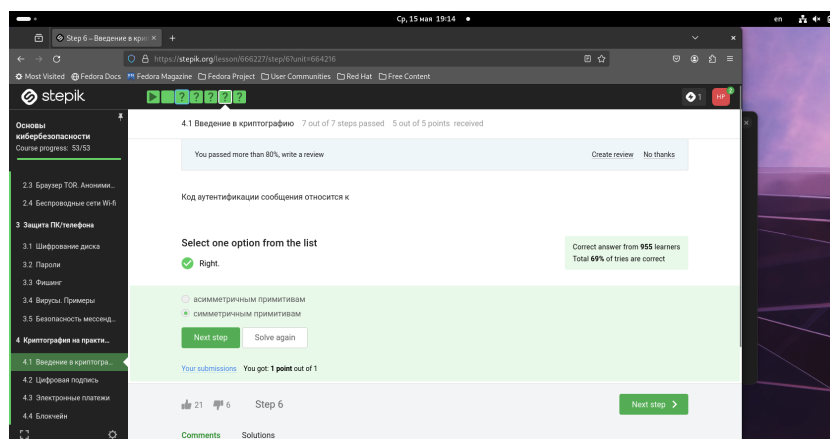 Ср, 15 мая 19:14
en
Step 6 – Введение в крип
https://stepik.org/lesson/666227/step/6?unit=664216
Most Visited Fedora Docs Fedora Magazine Fedora Project User Communities Red Hat Free Content
stepik
? ? ? ? ?
1
HP
2
Основы
кибербезопасности
Course progress: 53/53
4.1 Введение в криптографию 7 out of 7 steps passed 5 out of 5 points received
You passed more than 80%, write a review
Create review No thanks
2.3 Браузер TOR. Анонимi...
2.4 Беспроводные сети Wi-fi
3 Защита ПК/телефона
3.1 Шифрование диска
3.2 Пароли
3.3 Фишинг
3.4 Вирусы. Примеры
3.5 Безопасность мессенд...
4 Криптография на практи...
4.1 Введение в криптогра...
4.2 Цифровая подпись
4.3 Электронные платежи
4.4 Блокчейн
Код аутентификации сообщения относится к
Select one option from the list
Right.
Correct answer from 955 learners
Total 69% of tries are correct
асимметричным примитивам
симметричным примитивам
Next step
Solve again
Your submissions You got: 1 point out of 1
21 6 Step 6
Next step
Comments Solutions